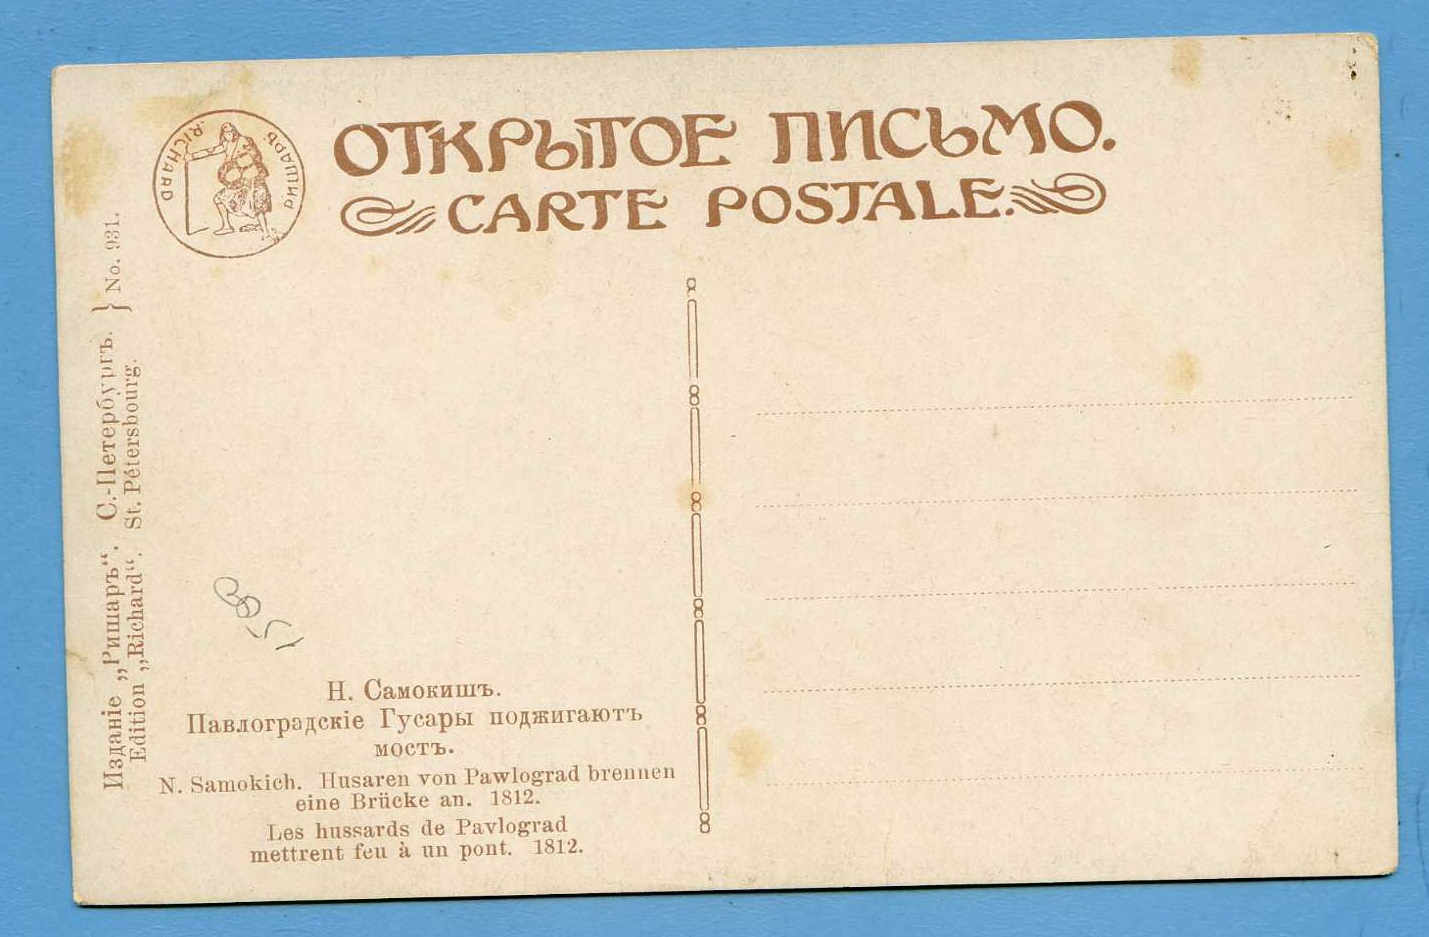 ОТКРЫТОЕ ПИСЬМО.
CARTE POSTALE.
RICHARD РИШАРЪ
Изданіе „Ришаръ“. С.-Петербургъ.
Edition „Richard“. St. Pétersbourg.
} No. 931.
Н. Самокишъ.
Павлоградскіе Гусары поджигаютъ
мостъ.
N. Samokich. Husaren von Pawlograd brennen
eine Brücke an. 1812.
Les hussards de Pavlograd
mettrent feu à un pont. 1812.